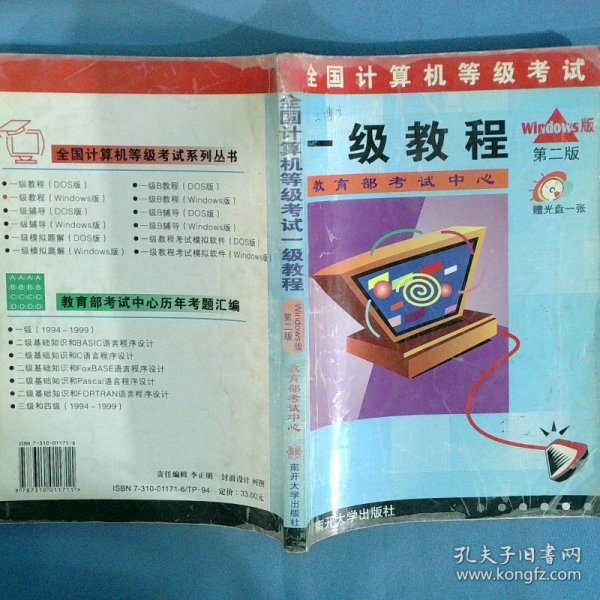 全国计算机等级考试系列丛书
一级教程（DOS版）
一级教程（Windows版）
一级辅导（DOS版）
一级辅导（Windows版）
一级模拟题解（DOS版）
一级模拟题解（Windows版）
一级B教程（DOS版）
一级B教程（Windows版）
一级B辅导（DOS版）
一级B辅导（Windows版）
一级教程考试模拟软件（DOS版）
一级教程考试模拟软件（Windows版）
AAAA
BBBB
CCCC
DDDD
教育部考试中心历年考题汇编
一级（1994-1999）
二级基础知识和BASIC语言程序设计
二级基础知识和C语言程序设计
二级基础知识和FoxBASE语言程序设计
二级基础知识和Pascal语言程序设计
二级基础知识和FORTRAN语言程序设计
三级和四级（1994-1999）
ISBN 7-310-01171-6
9 787310 011711 >
责任编辑 李正明 封面设计
ISBN 7-310-01171-6/TP·94 定价：33.00元
全国计算机等级考试一级教程
Windows版
第二版
教育部考试中心
南开大学出版社
全国计算机等级考试
一级教程
Windows版
第二版
教育部考试中心
赠光盘一张
南开大学出版社
孔夫子旧书网
www.kongfz.com